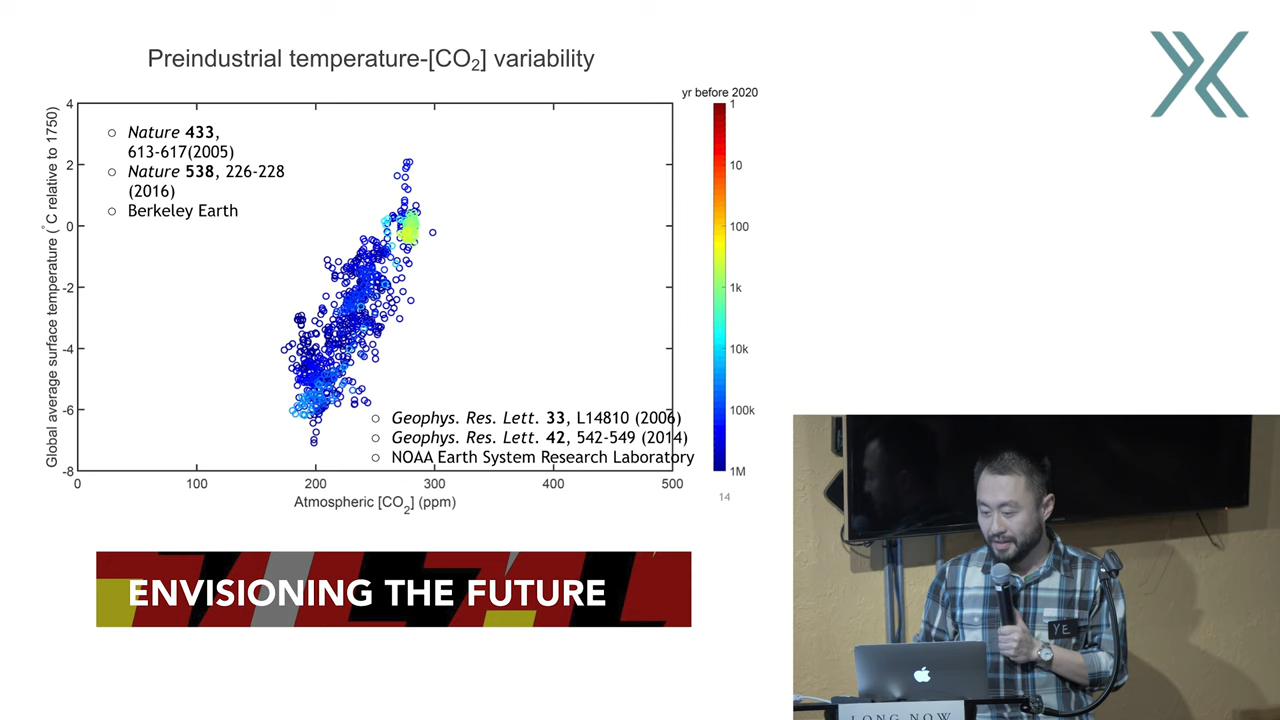 Preindustrial temperature-[CO2] variability
yr before 2020
Global average surface temperature (°C relative to 1750)
4
2
0
-2
-4
-6
-8
Nature 433,
613-617(2005)
Nature 538, 226-228
(2016)
Berkeley Earth
Geophys. Res. Lett. 33, L14810 (2006)
Geophys. Res. Lett. 42, 542-549 (2014)
NOAA Earth System Research Laboratory
0 100 200 300 400 500
Atmospheric [CO2] (ppm)
1
10
100
1k
10k
100k
1M
14
ENVISIONING THE FUTURE
YE
LONG NOW